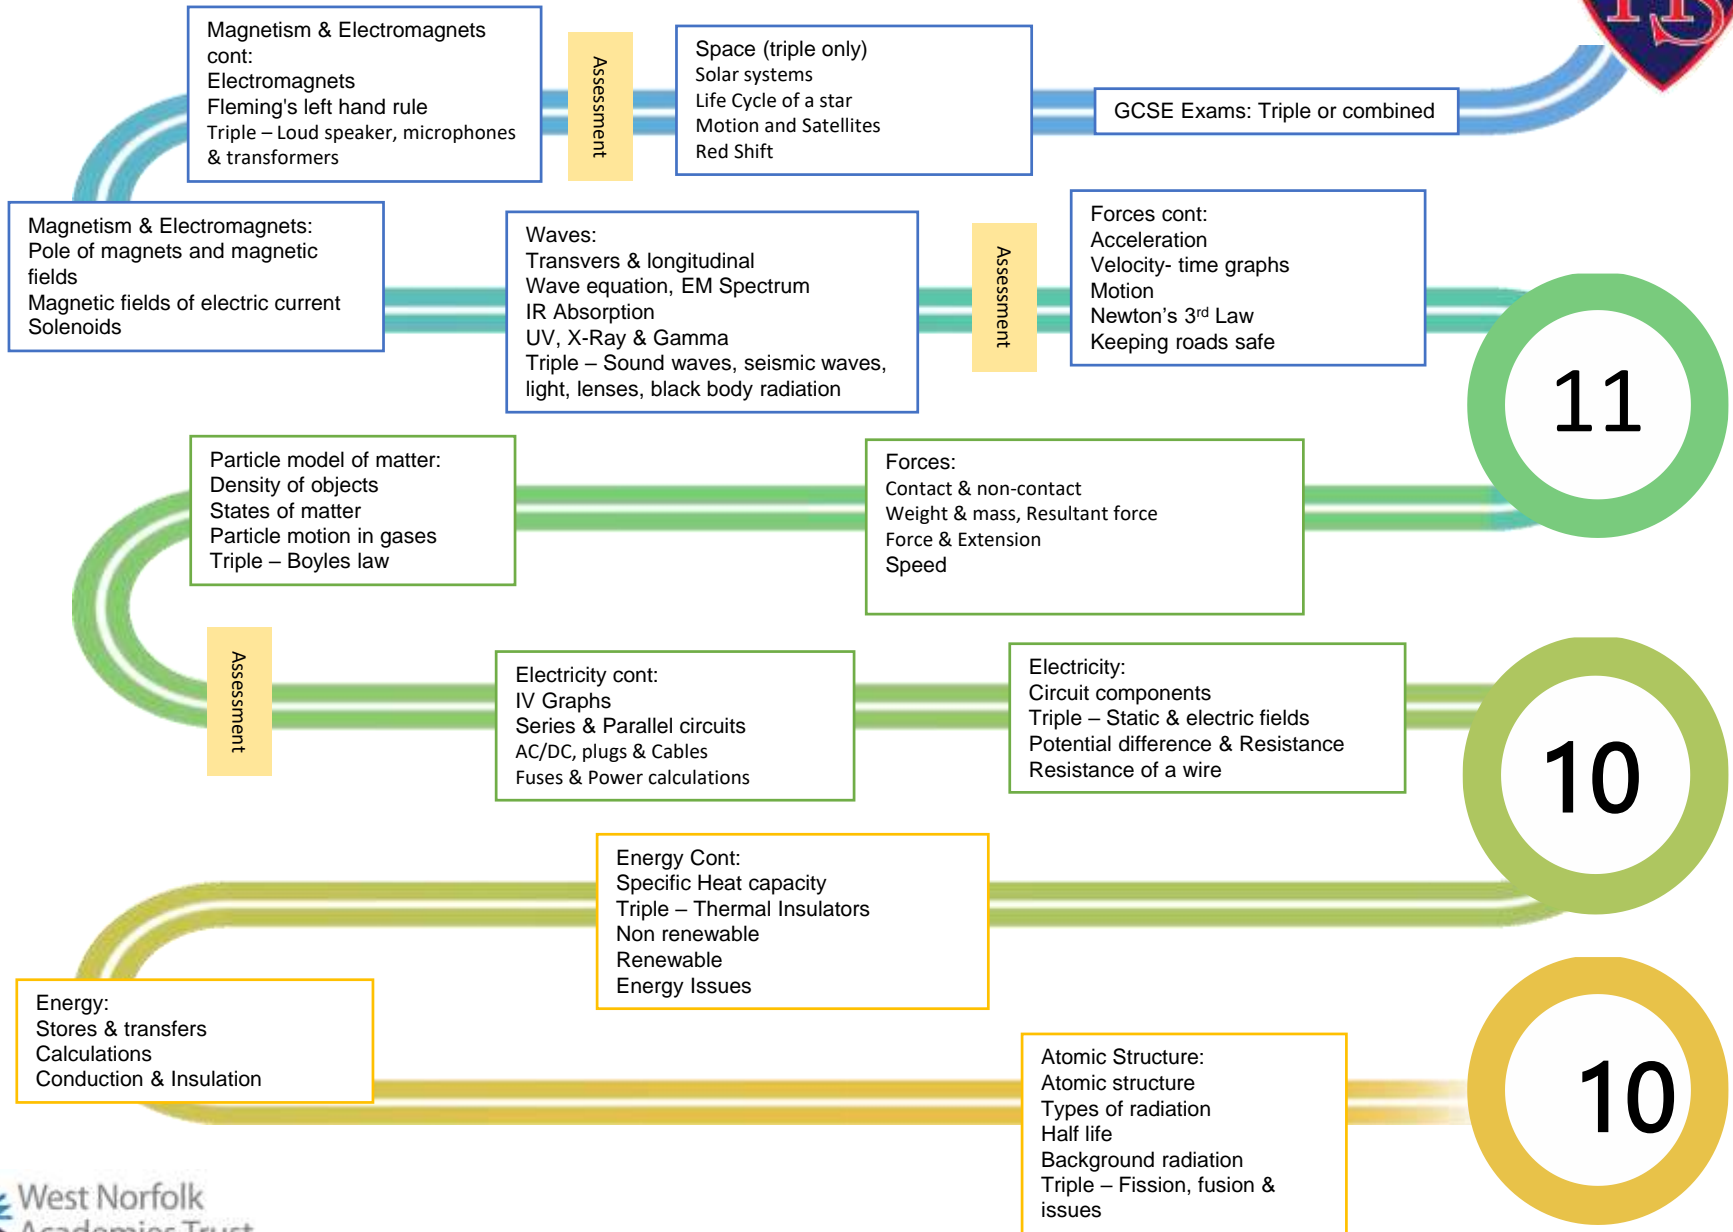 Magnetism & Electromagnets
cont:
Electromagnets
Fleming's left hand rule
Triple – Loud speaker, microphones
& transformers
Assessment
Space (triple only)
Solar systems
Life Cycle of a star
Motion and Satellites
Red Shift
GCSE Exams: Triple or combined
Magnetism & Electromagnets:
Pole of magnets and magnetic
fields
Magnetic fields of electric current
Solenoids
Waves:
Transvers & longitudinal
Wave equation, EM Spectrum
IR Absorption
UV, X-Ray & Gamma
Triple – Sound waves, seismic waves,
light, lenses, black body radiation
Assessment
Forces cont:
Acceleration
Velocity- time graphs
Motion
Newton’s 3rd Law
Keeping roads safe
11
Particle model of matter:
Density of objects
States of matter
Particle motion in gases
Triple – Boyles law
Forces:
Contact & non-contact
Weight & mass, Resultant force
Force & Extension
Speed
Assessment
Electricity cont:
IV Graphs
Series & Parallel circuits
AC/DC, plugs & Cables
Fuses & Power calculations
Electricity:
Circuit components
Triple – Static & electric fields
Potential difference & Resistance
Resistance of a wire
10
Energy Cont:
Specific Heat capacity
Triple – Thermal Insulators
Non renewable
Renewable
Energy Issues
Energy:
Stores & transfers
Calculations
Conduction & Insulation
Atomic Structure:
Atomic structure
Types of radiation
Half life
Background radiation
Triple – Fission, fusion &
issues
10
West Norfolk
Academies Trust